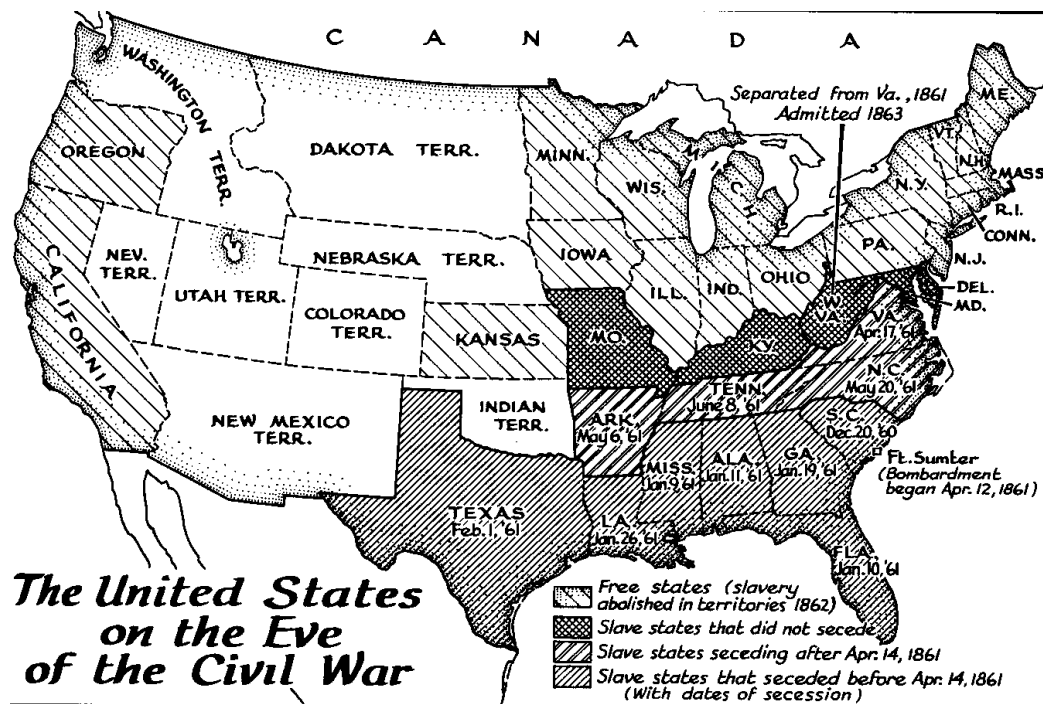 C A N A D A
WASHINGTON TERR.
OREGON
CALIFORNIA
NEV. TERR.
UTAH TERR.
DAKOTA TERR.
NEBRASKA TERR.
COLORADO TERR.
NEW MEXICO TERR.
KANSAS
INDIAN TERR.
MINN.
IOWA
WIS.
MICH.
ILL.
IND.
OHIO
Separated from Va., 1861
Admitted 1863
ME.
VT.
N.H.
MASS.
R.I.
CONN.
N.Y.
PA.
N.J.
DEL.
MD.
W. VA.
VA.
Apr. 17, '61
MO.
KY.
N.C.
May 20, '61
TENN.
June 8, '61
ARK.
May 6, '61
S.C.
Dec. 20, '60
Ft. Sumter
(Bombardment
began Apr. 12, 1861)
MISS.
Jan. 9, 61
ALA.
Jan. 11, '61
GA.
Jan. 19, '61
TEXAS
Feb. 1, '61
LA.
Jan. 26, '61
FLA.
Jan. 10, '61
The United States
on the Eve
of the Civil War
Free states (slavery
abolished in territories 1862)
Slave states that did not secede
Slave states seceding after Apr. 14, 1861
Slave states that seceded before Apr. 14, 1861
(With dates of secession)